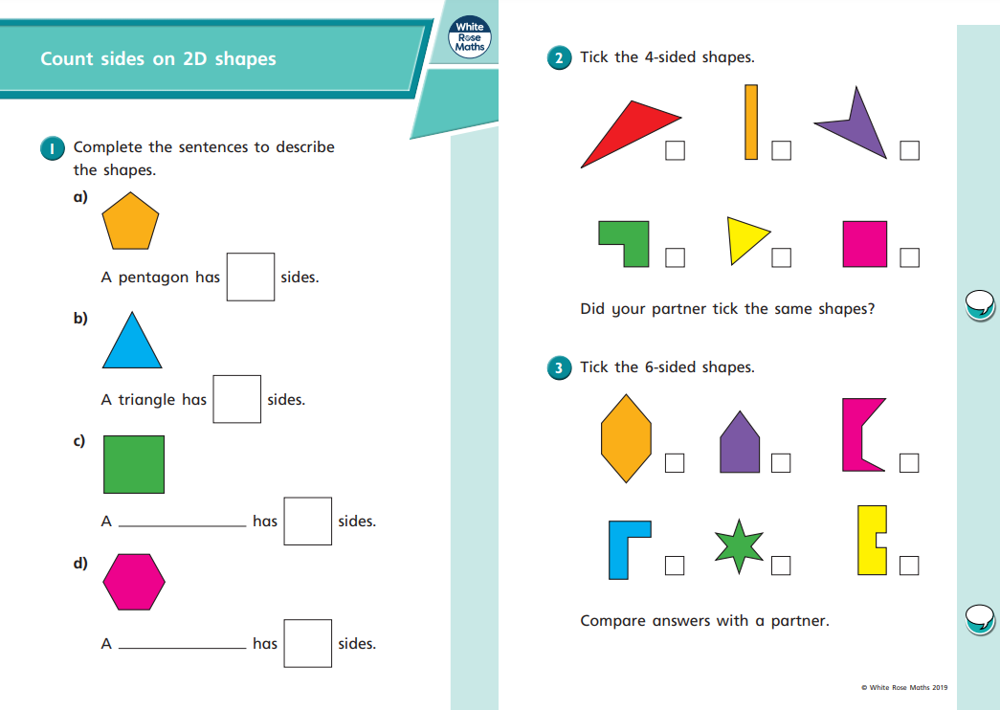 Count sides on 2D shapes
White
Rose
Maths
1 Complete the sentences to describe
the shapes.
a)
A pentagon has sides.
b)
A triangle has sides.
c)
A ____________ has sides.
d)
A ____________ has sides.
2 Tick the 4-sided shapes.
Did your partner tick the same shapes?
3 Tick the 6-sided shapes.
Compare answers with a partner.
© White Rose Maths 2019